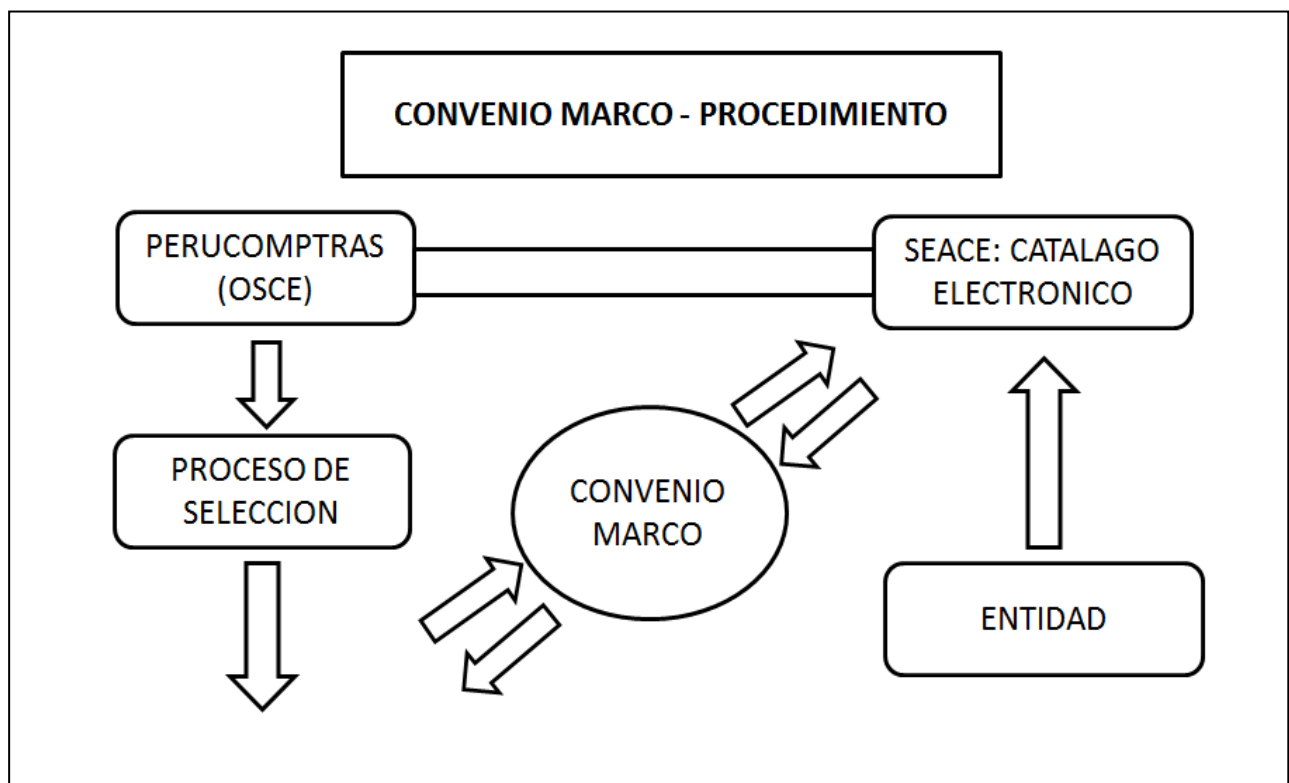 CONVENIO MARCO - PROCEDIMIENTO
PERUCOMPTRAS
(OSCE)
SEACE: CATALAGO
ELECTRONICO
PROCESO DE
SELECCION
CONVENIO
MARCO
ENTIDAD